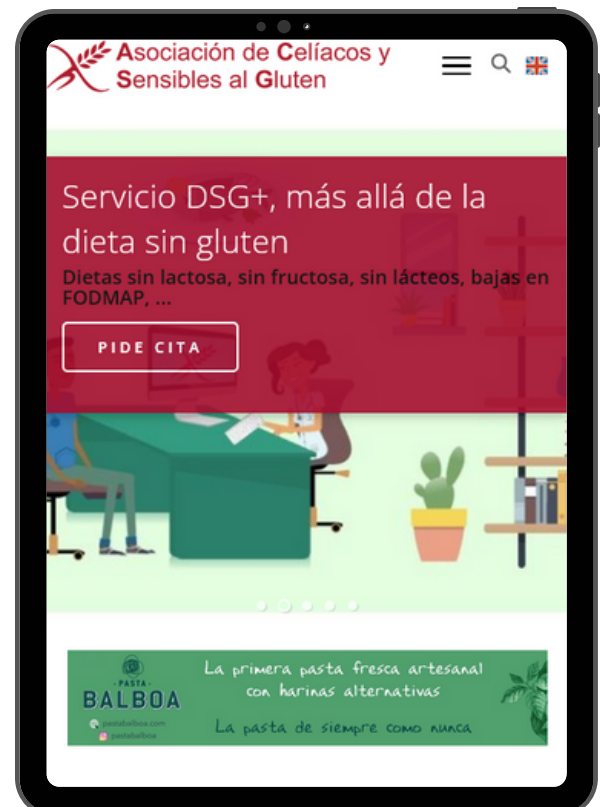 Asociación de Celíacos y
Sensibles al Gluten
Servicio DSG+, más allá de la
dieta sin gluten
Dietas sin lactosa, sin fructosa, sin lácteos, bajas en
FODMAP, ...
PIDE CITA
· PASTA ·
BALBOA
pastabalboa.com
pastabalboa
La primera pasta fresca artesanal
con harinas alternativas
La pasta de siempre como nunca